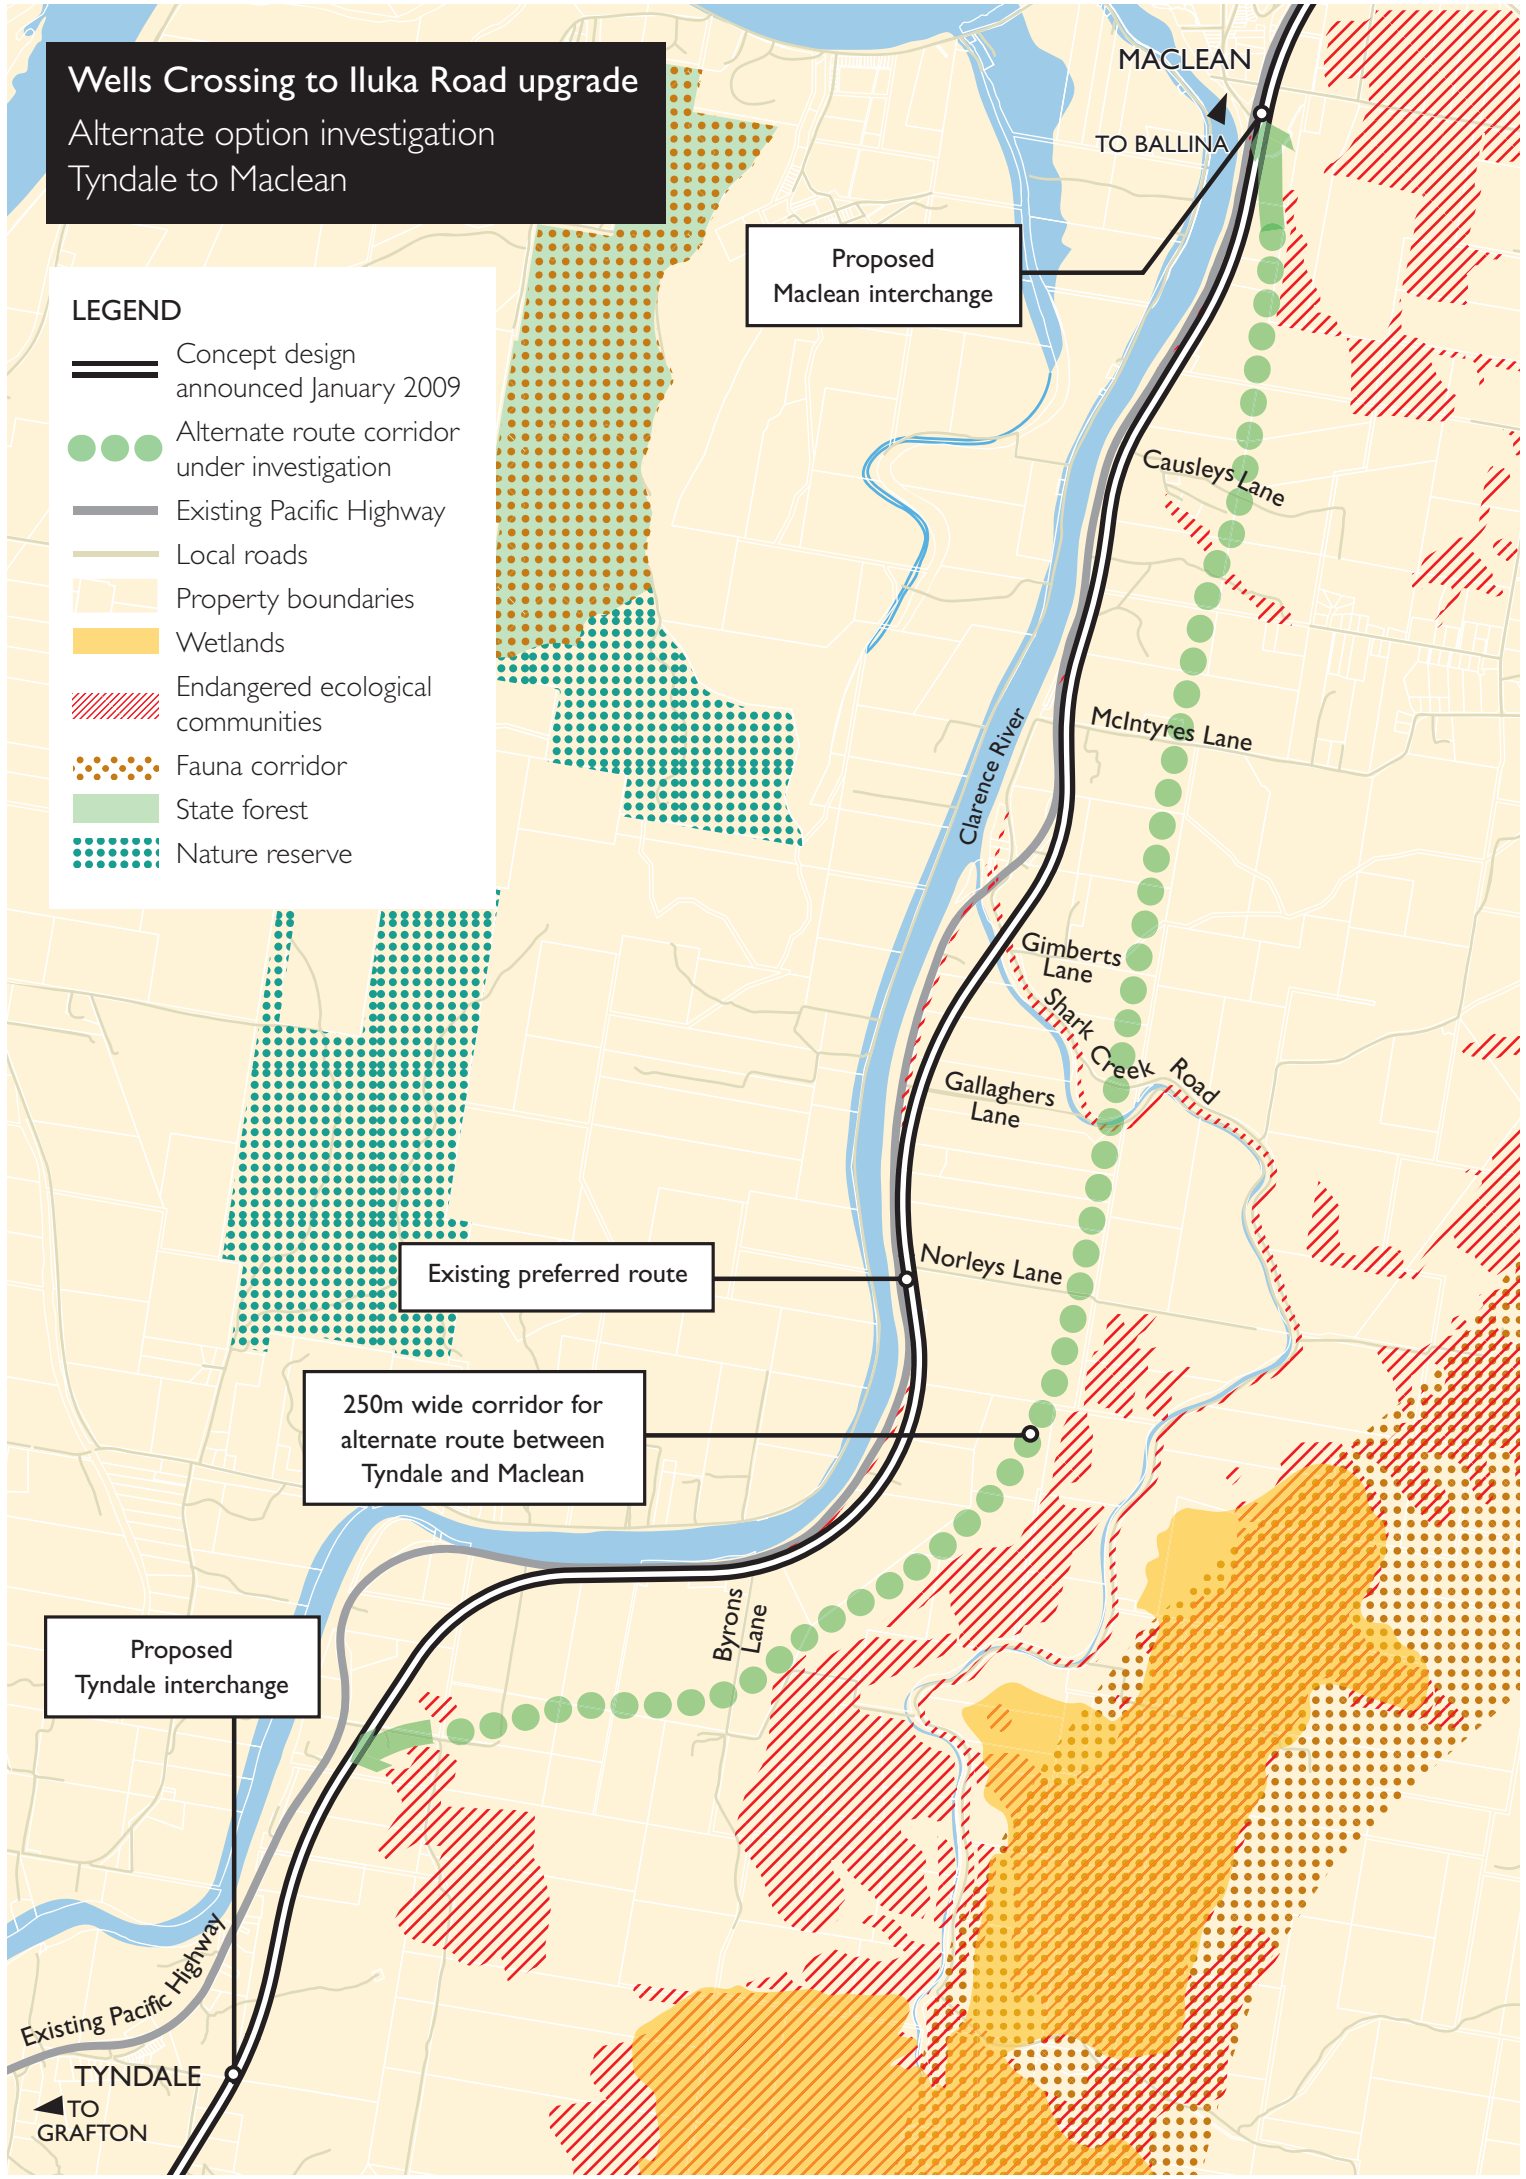 Wells Crossing to Iluka Road upgrade
Alternate option investigation
Tyndale to Maclean
MACLEAN
TO BALLINA
Proposed
Maclean interchange
LEGEND
Concept design
announced January 2009
Alternate route corridor
under investigation
Existing Pacific Highway
Local roads
Property boundaries
Wetlands
Endangered ecological
communities
Fauna corridor
State forest
Nature reserve
Causleys Lane
McIntyres Lane
Clarence River
Gimberts
Lane
Shark Creek Road
Gallaghers
Lane
Norleys Lane
Existing preferred route
250m wide corridor for
alternate route between
Tyndale and Maclean
Byrons
Lane
Proposed
Tyndale interchange
Existing Pacific Highway
TYNDALE
TO
GRAFTON